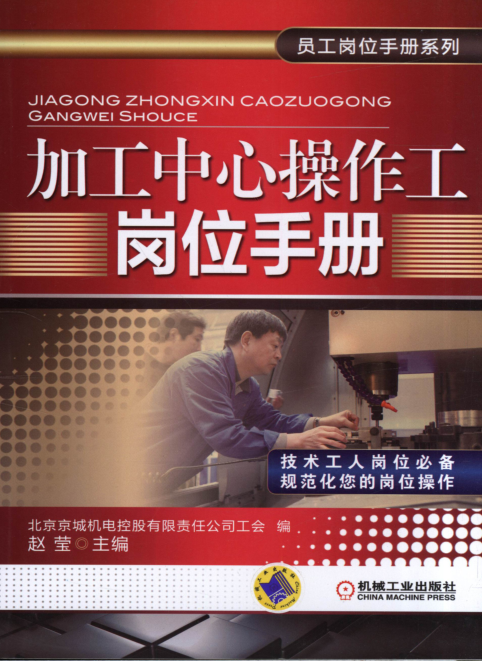 员工岗位手册系列
JIAGONG ZHONGXIN CAOZUOGONG
GANGWEI SHOUCE
加工中心操作工
岗位手册
技术工人岗位必备
规范化您的岗位操作
北京京城机电控股有限责任公司工会 编
赵 莹 主编
机械工业出版社
CHINA MACHINE PRESS